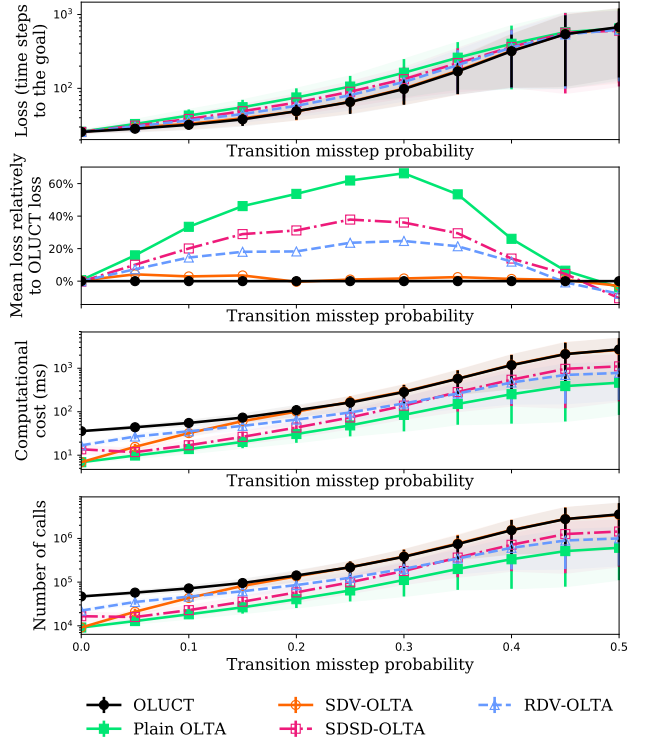 Loss (time steps
to the goal)
10³
10²
Transition misstep probability
Mean loss relatively
to OLUCT loss
60%
40%
20%
0%
Transition misstep probability
Computational
cost (ms)
10³
10²
10¹
Transition misstep probability
Number of calls
10⁶
10⁵
10⁴
0.0 0.1 0.2 0.3 0.4 0.5
Transition misstep probability
OLUCT SDV-OLTA RDV-OLTA
Plain OLTA SDSD-OLTA